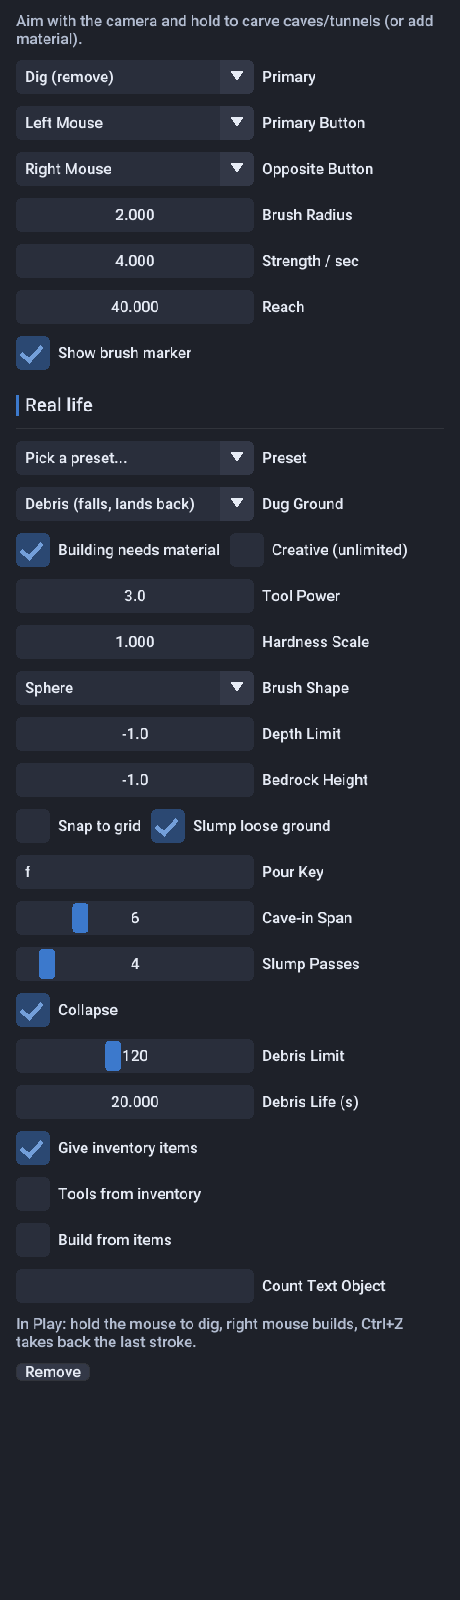 Aim with the camera and hold to carve caves/tunnels (or add
material).
Dig (remove) Primary
Left Mouse Primary Button
Right Mouse Opposite Button
2.000 Brush Radius
4.000 Strength / sec
40.000 Reach
Show brush marker
Real life
Pick a preset... Preset
Debris (falls, lands back) Dug Ground
Building needs material Creative (unlimited)
3.0 Tool Power
1.000 Hardness Scale
Sphere Brush Shape
-1.0 Depth Limit
-1.0 Bedrock Height
Snap to grid Slump loose ground
f Pour Key
6 Cave-in Span
4 Slump Passes
Collapse
120 Debris Limit
20.000 Debris Life (s)
Give inventory items
Tools from inventory
Build from items
Count Text Object
In Play: hold the mouse to dig, right mouse builds, Ctrl+Z
takes back the last stroke.
Remove